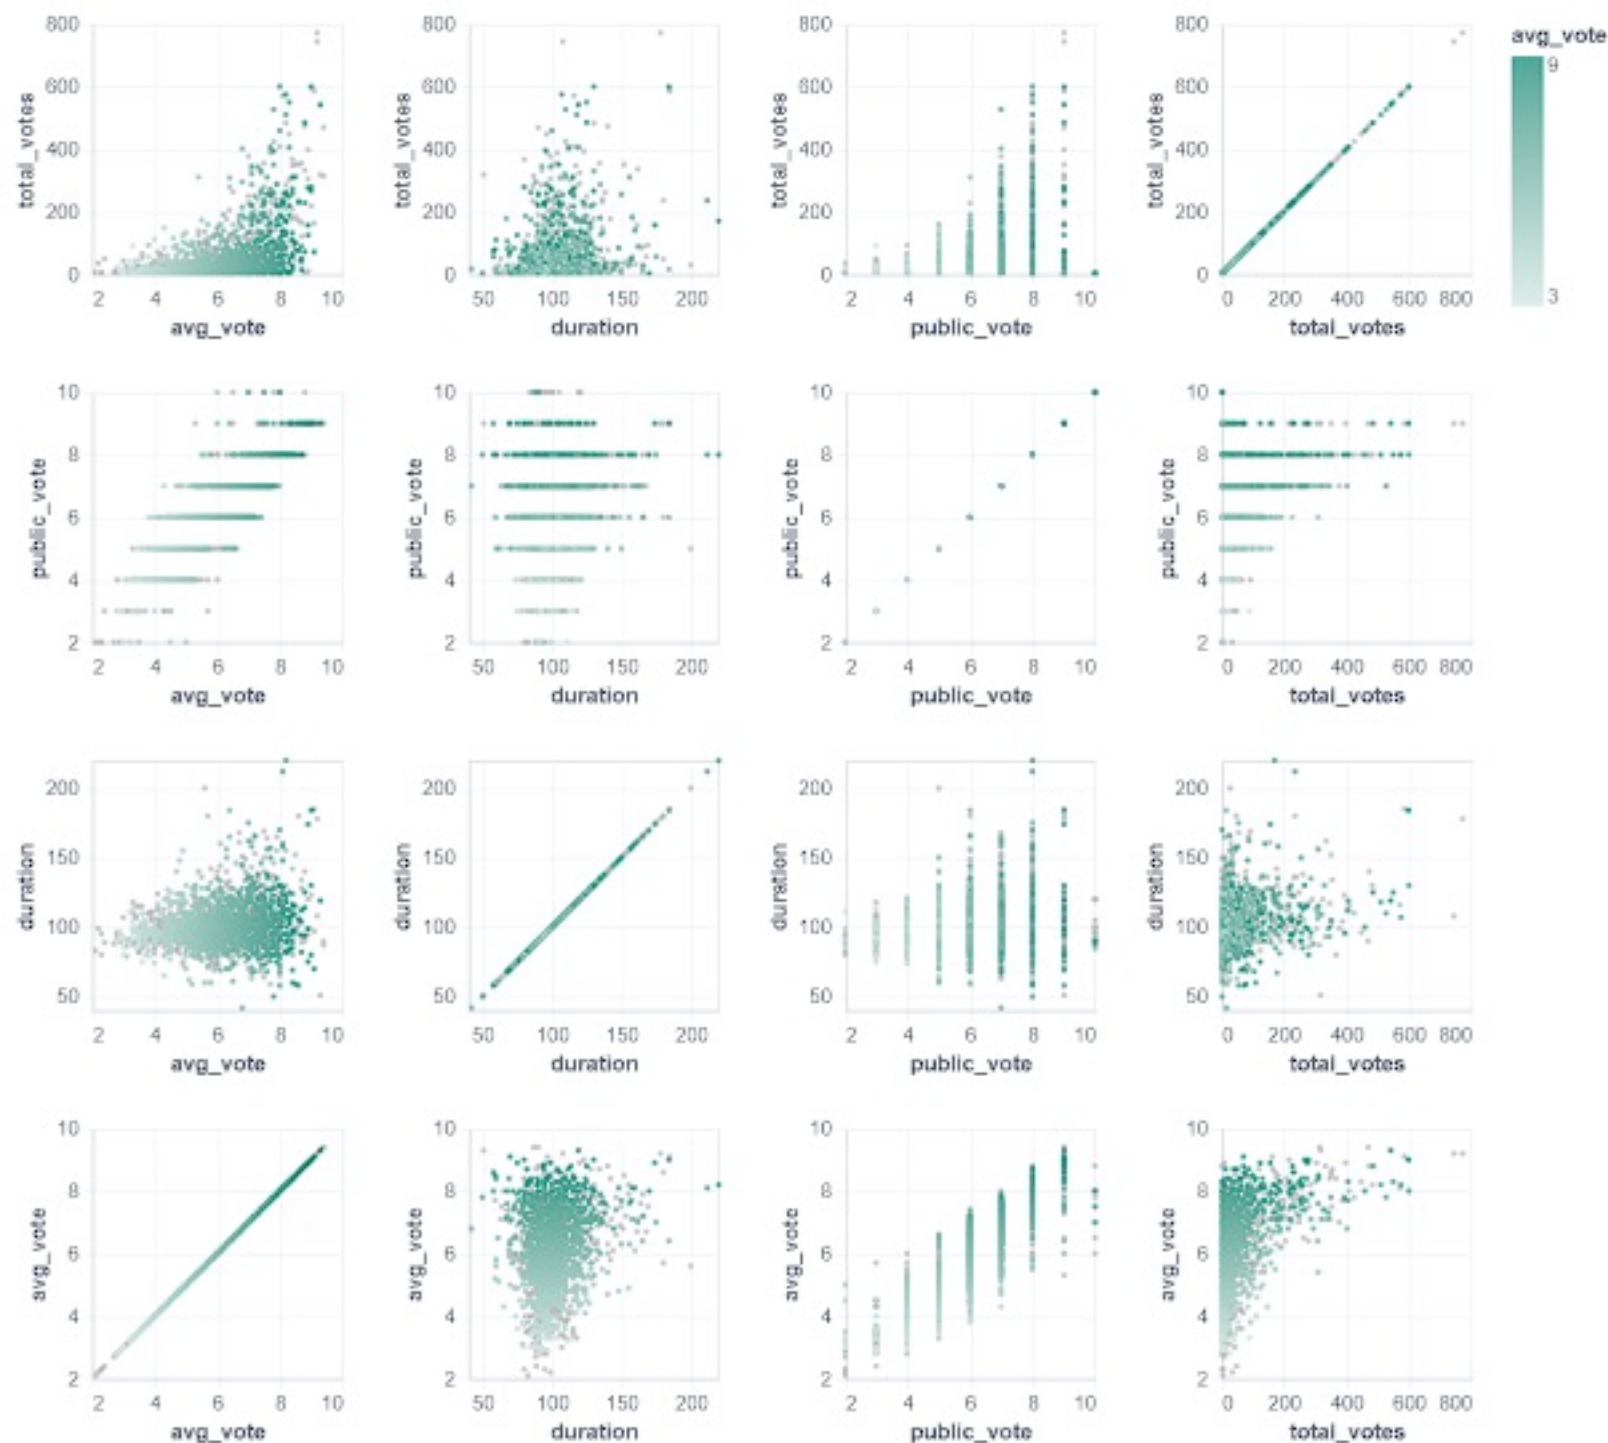 800 800 800 800 avg_vote
600 600 600 600 9
400 400 400 400
200 200 200 200
0 0 0 0 3
total_votes total_votes total_votes total_votes
2 4 6 8 10 50 100 150 200 2 4 6 8 10 0 200 400 600 800
avg_vote duration public_vote total_votes
10 10 10 10
8 8 8 8
6 6 6 6
4 4 4 4
2 2 2 2
public_vote public_vote public_vote public_vote
2 4 6 8 10 50 100 150 200 2 4 6 8 10 0 200 400 600 800
avg_vote duration public_vote total_votes
200 200 200 200
150 150 150 150
100 100 100 100
50 50 50 50
duration duration duration duration
2 4 6 8 10 50 100 150 200 2 4 6 8 10 0 200 400 600 800
avg_vote duration public_vote total_votes
10 10 10 10
8 8 8 8
6 6 6 6
4 4 4 4
2 2 2 2
avg_vote avg_vote avg_vote avg_vote
2 4 6 8 10 50 100 150 200 2 4 6 8 10 0 200 400 600 800
avg_vote duration public_vote total_votes